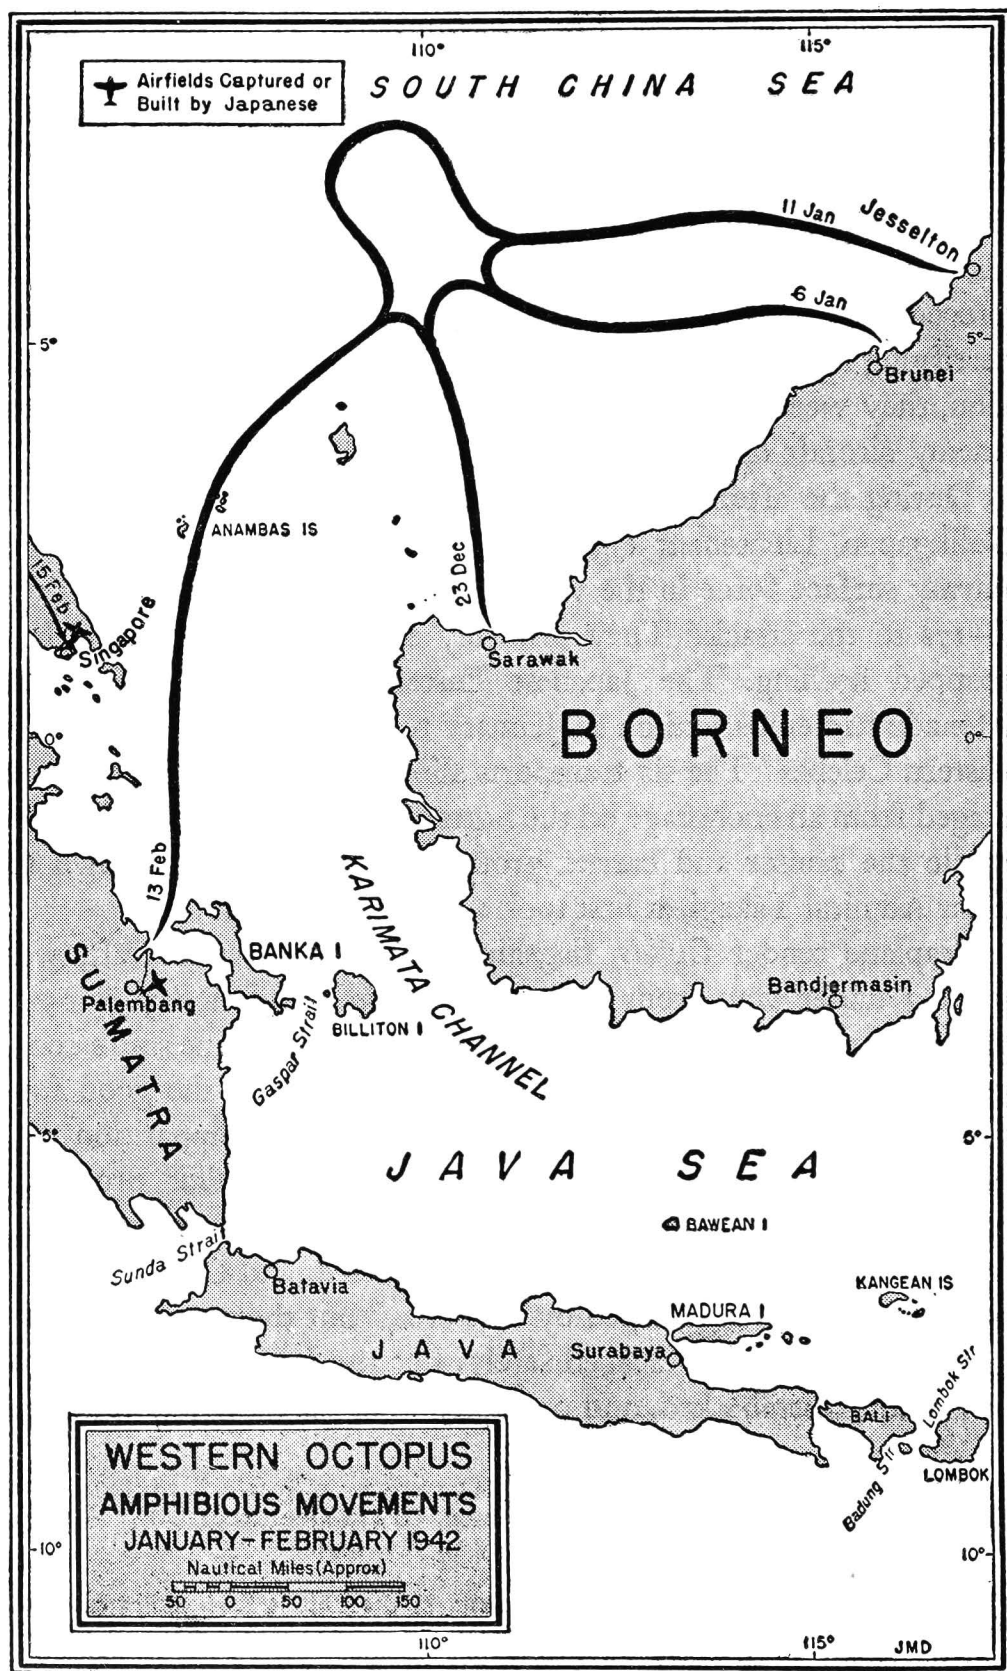 110°
115°
Airfields Captured or
Built by Japanese
SOUTH CHINA SEA
11 Jan
Jesselton
6 Jan
5°
5°
Brunei
ANAMBAS IS
23 Dec
15 Feb
Singapore
Sarawak
BORNEO
0°
0°
13 Feb
KARIMATA CHANNEL
BANKA I
SUMATRA
Palembang
Bandjermasin
BILLITON I
Gaspar Strait
5°
5°
JAVA SEA
BAWEAN I
Sunda Strait
Batavia
KANGEAN IS
MADURA I
JAVA
Surabaya
Lombok Str
BALI
Badung Str
LOMBOK
WESTERN OCTOPUS
AMPHIBIOUS MOVEMENTS
JANUARY-FEBRUARY 1942
Nautical Miles (Approx)
50 0 50 100 150
10°
10°
110°
115°
JMD